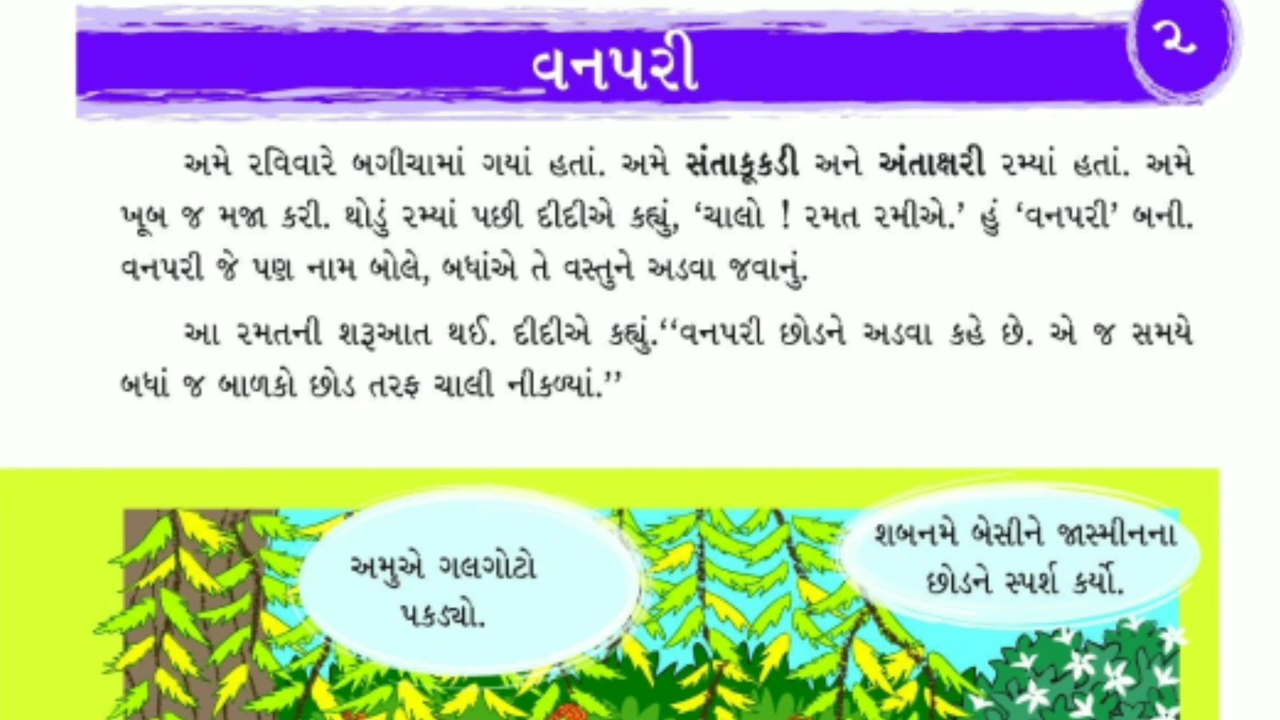 વનપરી
૨
અમે રવિવારે બગીચામાં ગયાં હતાં. અમે સંતાકૂકડી અને અંતાક્ષરી રમ્યાં હતાં. અમે
ખૂબ જ મજા કરી. થોડું રમ્યાં પછી દીદીએ કહ્યું, ‘ચાલો ! રમત રમીએ.’ હું ‘વનપરી’ બની.
વનપરી જે પણ નામ બોલે, બધાંએ તે વસ્તુને અડવા જવાનું.
આ રમતની શરૂઆત થઈ. દીદીએ કહ્યું.‘‘વનપરી છોડને અડવા કહે છે. એ જ સમયે
બધાં જ બાળકો છોડ તરફ ચાલી નીકળ્યાં.’’
અમુએ ગલગોટો
પકડ્યો.
શબનમે બેસીને જાસ્મીનના
છોડને સ્પર્શ કર્યો.